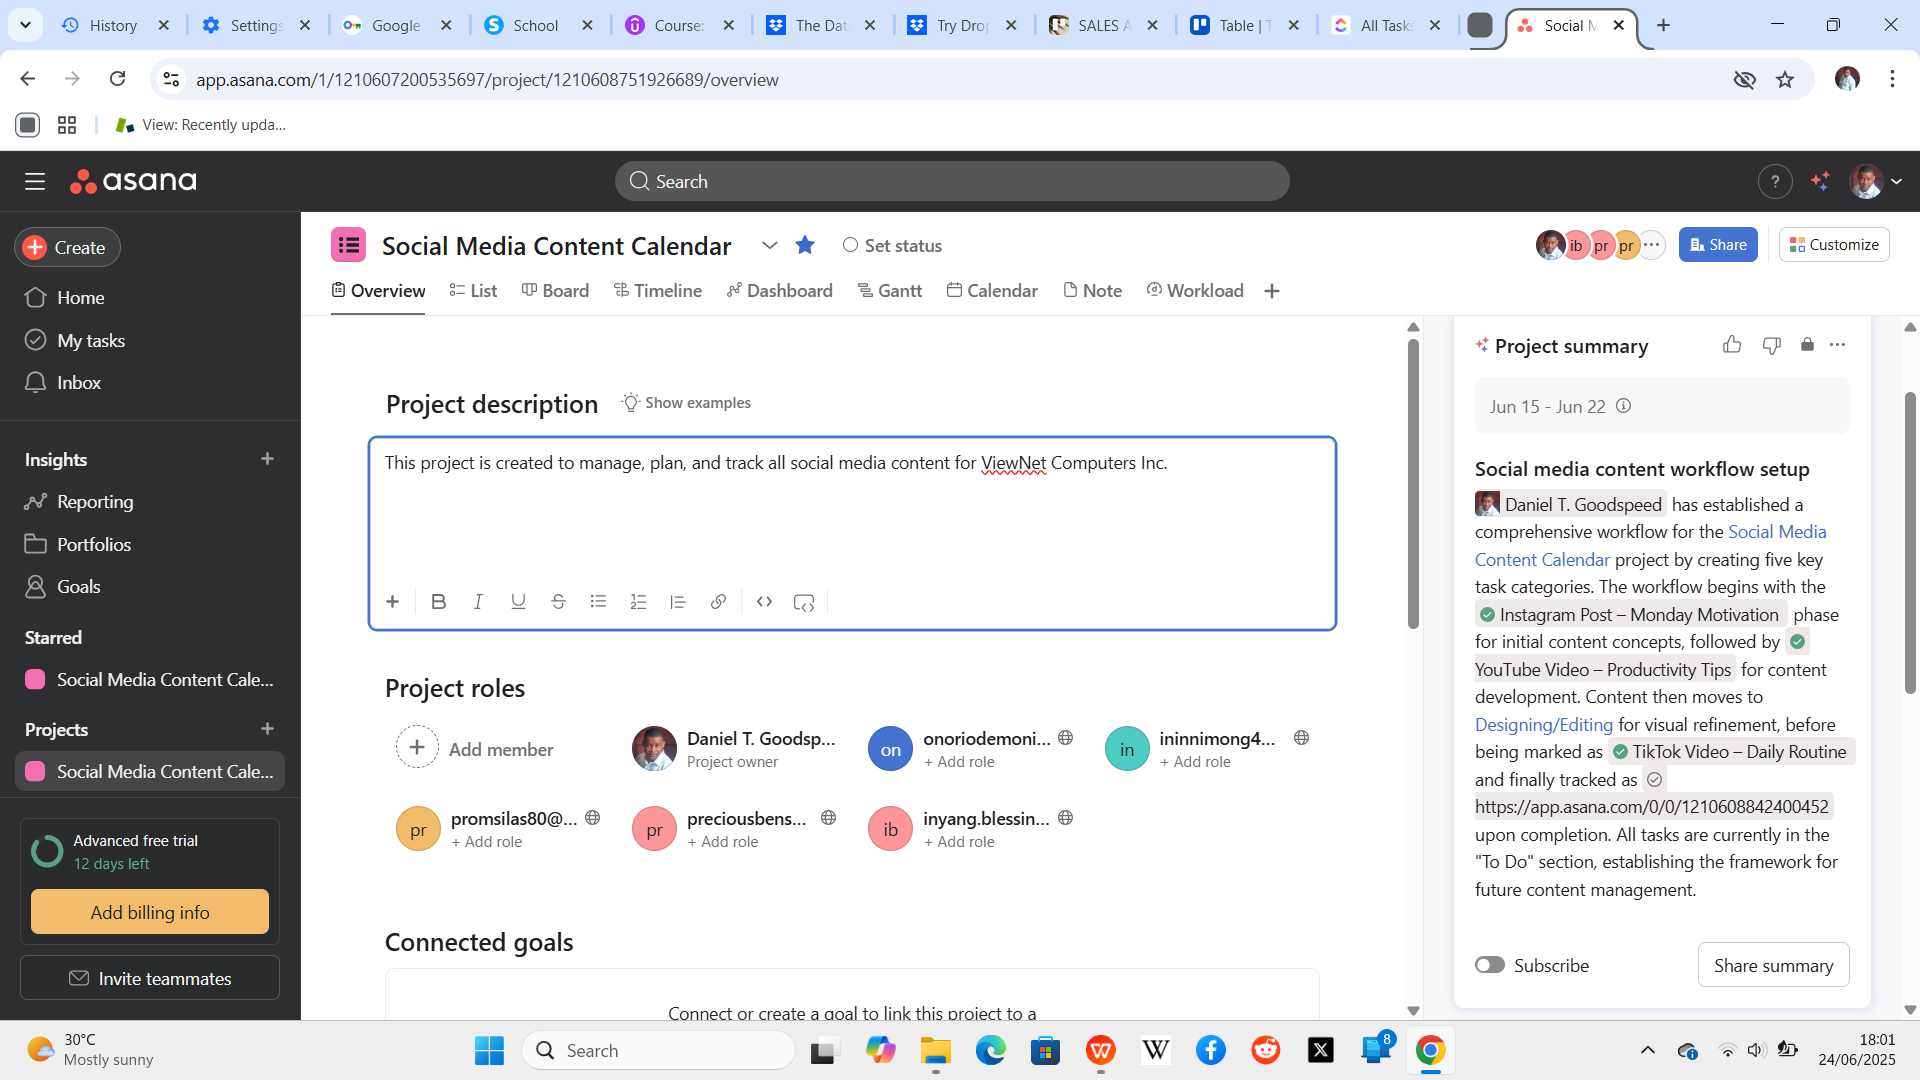 History
Settings
Google
School
Course:
The Dat
Try Drop
SALES A
Table | T
All Tasks
Social M
app.asana.com/1/1210607200535697/project/1210608751926689/overview
View: Recently upda...
asana
Search
?
Create
Home
My tasks
Inbox
Insights
Reporting
Portfolios
Goals
Starred
Social Media Content Cale...
Projects
Social Media Content Cale...
Advanced free trial
12 days left
Add billing info
Invite teammates
Social Media Content Calendar
Set status
ib
pr
pr
Share
Customize
Overview
List
Board
Timeline
Dashboard
Gantt
Calendar
Note
Workload
Project description
Show examples
This project is created to manage, plan, and track all social media content for ViewNet Computers Inc.
Project roles
Add member
Daniel T. Goodsp...
Project owner
on
onoriodemoni...
+ Add role
in
ininnimong4...
+ Add role
pr
promsilas80@...
+ Add role
pr
preciousbens...
+ Add role
ib
inyang.blessin...
+ Add role
Connected goals
Connect or create a goal to link this project to a
Project summary
Jun 15 - Jun 22
Social media content workflow setup
Daniel T. Goodspeed has established a
comprehensive workflow for the Social Media
Content Calendar project by creating five key
task categories. The workflow begins with the
Instagram Post – Monday Motivation phase
for initial content concepts, followed by
YouTube Video – Productivity Tips for content
development. Content then moves to
Designing/Editing for visual refinement, before
being marked as TikTok Video – Daily Routine
and finally tracked as
https://app.asana.com/0/0/1210608842400452
upon completion. All tasks are currently in the
"To Do" section, establishing the framework for
future content management.
Subscribe
Share summary
30°C
Mostly sunny
Search
W
8
18:01
24/06/2025